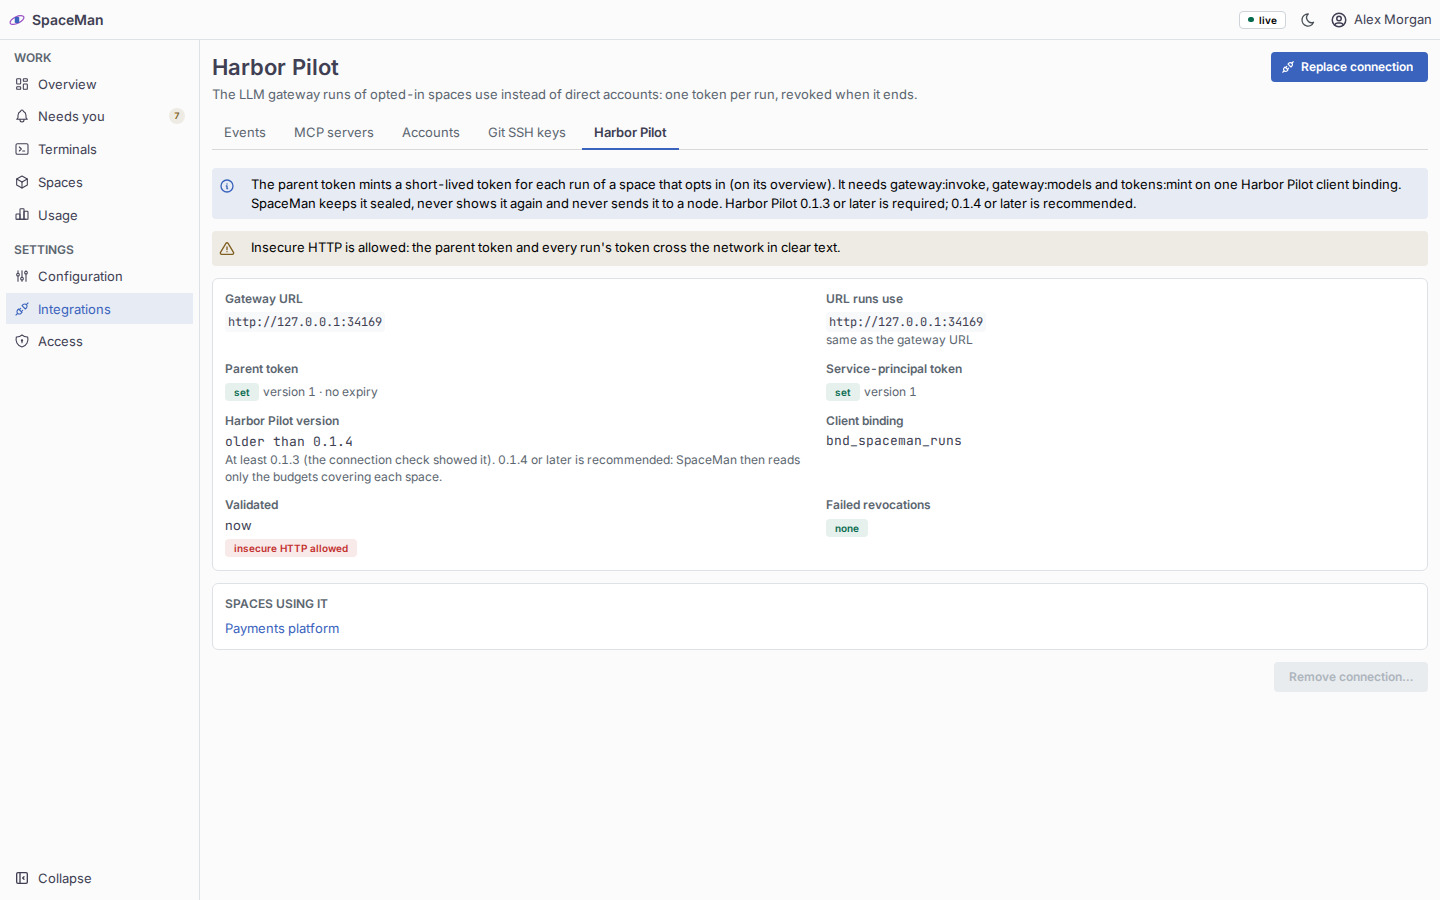 SpaceMan
live
Alex Morgan
WORK
Overview
Needs you
7
Terminals
Spaces
Usage
SETTINGS
Configuration
Integrations
Access
Collapse
Harbor Pilot
Replace connection
The LLM gateway runs of opted-in spaces use instead of direct accounts: one token per run, revoked when it ends.
Events
MCP servers
Accounts
Git SSH keys
Harbor Pilot
The parent token mints a short-lived token for each run of a space that opts in (on its overview). It needs gateway:invoke, gateway:models and tokens:mint on one Harbor Pilot client binding.
SpaceMan keeps it sealed, never shows it again and never sends it to a node. Harbor Pilot 0.1.3 or later is required; 0.1.4 or later is recommended.
Insecure HTTP is allowed: the parent token and every run's token cross the network in clear text.
Gateway URL
http://127.0.0.1:34169
URL runs use
http://127.0.0.1:34169
same as the gateway URL
Parent token
set version 1 · no expiry
Service-principal token
set version 1
Harbor Pilot version
older than 0.1.4
At least 0.1.3 (the connection check showed it). 0.1.4 or later is recommended: SpaceMan then reads
only the budgets covering each space.
Client binding
bnd_spaceman_runs
Validated
now
insecure HTTP allowed
Failed revocations
none
SPACES USING IT
Payments platform
Remove connection...